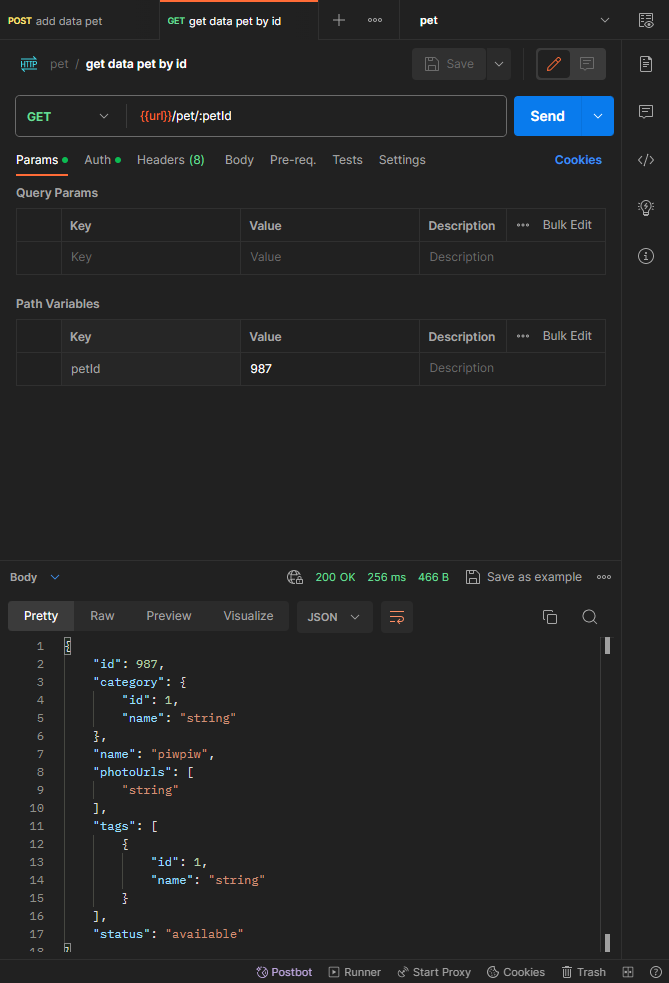 POST add data pet GET get data pet by id pet
HTTP pet / get data pet by id Save
GET {{url}}/pet/:petId Send
Params Auth Headers (8) Body Pre-req. Tests Settings Cookies
Query Params
Key Value Description Bulk Edit
Key Value Description
Path Variables
Key Value Description Bulk Edit
petId 987 Description
Body 200 OK 256 ms 466 B Save as example
Pretty Raw Preview Visualize JSON
1 {
2 "id": 987,
3 "category": {
4 "id": 1,
5 "name": "string"
6 },
7 "name": "piwpiw",
8 "photoUrls": [
9 "string"
10 ],
11 "tags": [
12 {
13 "id": 1,
14 "name": "string"
15 }
16 ],
17 "status": "available"
18 }
Postbot Runner Start Proxy Cookies Trash